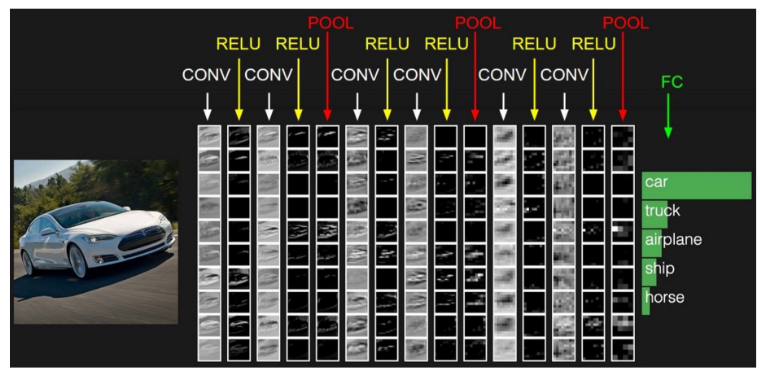 POOL POOL POOL
RELU RELU RELU RELU RELU RELU
CONV CONV CONV CONV CONV CONV
FC
car
truck
airplane
ship
horse